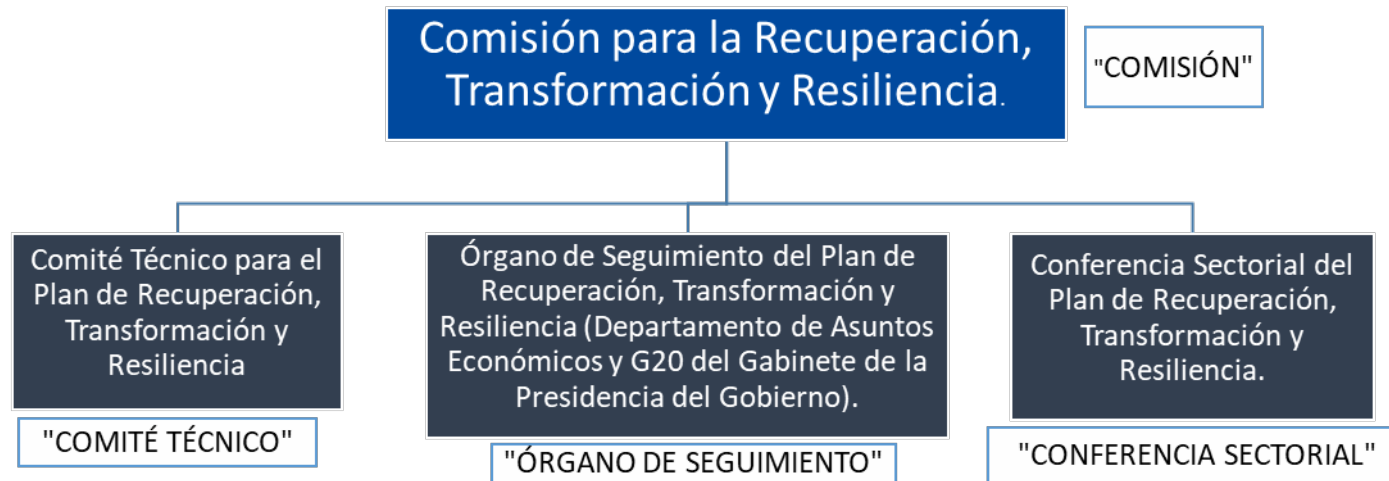 Comisión para la Recuperación,
Transformación y Resiliencia.
"COMISIÓN"
Comité Técnico para el
Plan de Recuperación,
Transformación y
Resiliencia
"COMITÉ TÉCNICO"
Órgano de Seguimiento del Plan de
Recuperación, Transformación y
Resiliencia (Departamento de Asuntos
Económicos y G20 del Gabinete de la
Presidencia del Gobierno).
"ÓRGANO DE SEGUIMIENTO"
Conferencia Sectorial del
Plan de Recuperación,
Transformación y
Resiliencia.
"CONFERENCIA SECTORIAL"